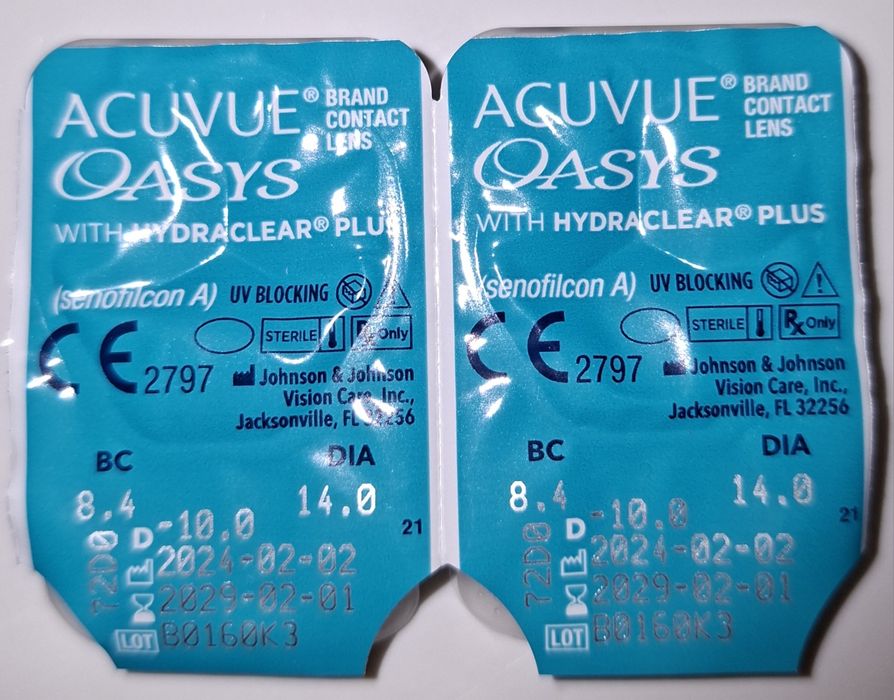 ACUVUE® BRAND
CONTACT
LENS
OASYS
WITH HYDRACLEAR® PLUS
(senofilcon A) UV BLOCKING
STERILE Rx Only
CE 2797 Johnson & Johnson
Vision Care, Inc.,
Jacksonville, FL 32256
BC DIA
8.4 14.0
21
D -10.0
2024-02-02
2029-02-01
LOT B0160K3
72D0
ACUVUE® BRAND
CONTACT
LENS
OASYS
WITH HYDRACLEAR® PLUS
(senofilcon A) UV BLOCKING
STERILE Rx Only
CE 2797 Johnson & Johnson
Vision Care, Inc.,
Jacksonville, FL 32256
BC DIA
8.4 14.0
21
D -10.0
2024-02-02
2029-02-01
LOT B0160K3
72D0